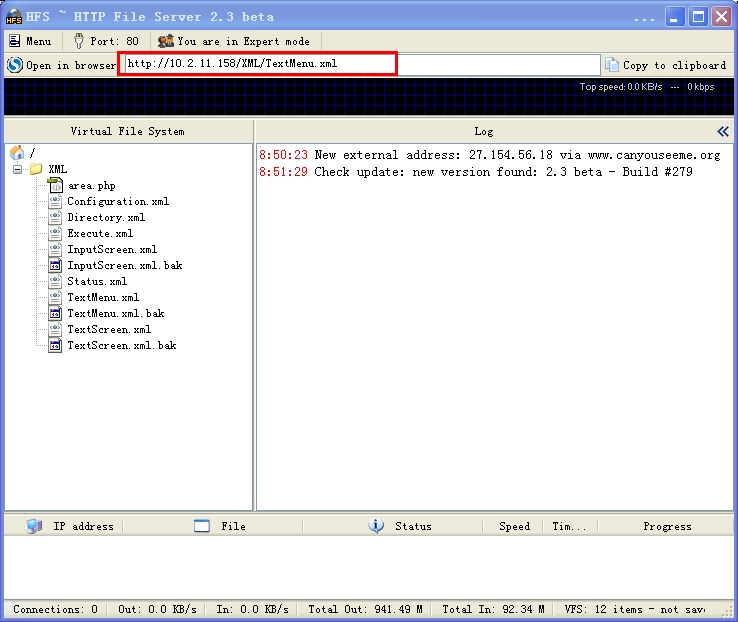 HFS ~ HTTP File Server 2.3 beta ...
Menu Port: 80 You are in Expert mode
Open in browser http://10.2.11.158/XML/TextMenu.xml Copy to clipboard
Top speed: 0.0 KB/s --- 0 kbps
Virtual File System
/
XML
area.php
Configuration.xml
Directory.xml
Execute.xml
InputScreen.xml
InputScreen.xml.bak
Status.xml
TextMenu.xml
TextMenu.xml.bak
TextScreen.xml
TextScreen.xml.bak
Log
8:50:23 New external address: 27.154.56.18 via www.canyouseeme.org
8:51:29 Check update: new version found: 2.3 beta - Build #279
IP address File Status Speed Tim... Progress
Connections: 0 Out: 0.0 KB/s In: 0.0 KB/s Total Out: 941.49 M Total In: 92.34 M VFS: 12 items - not save